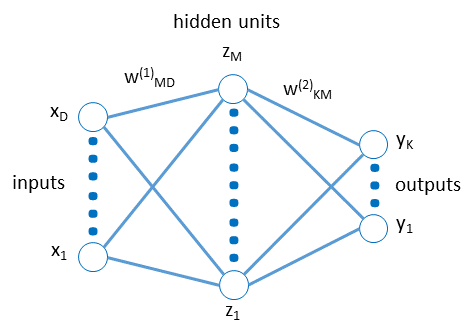 hidden units
z_M
w^(1)_MD
w^(2)_KM
x_D
y_K
inputs
outputs
x_1
y_1
z_1